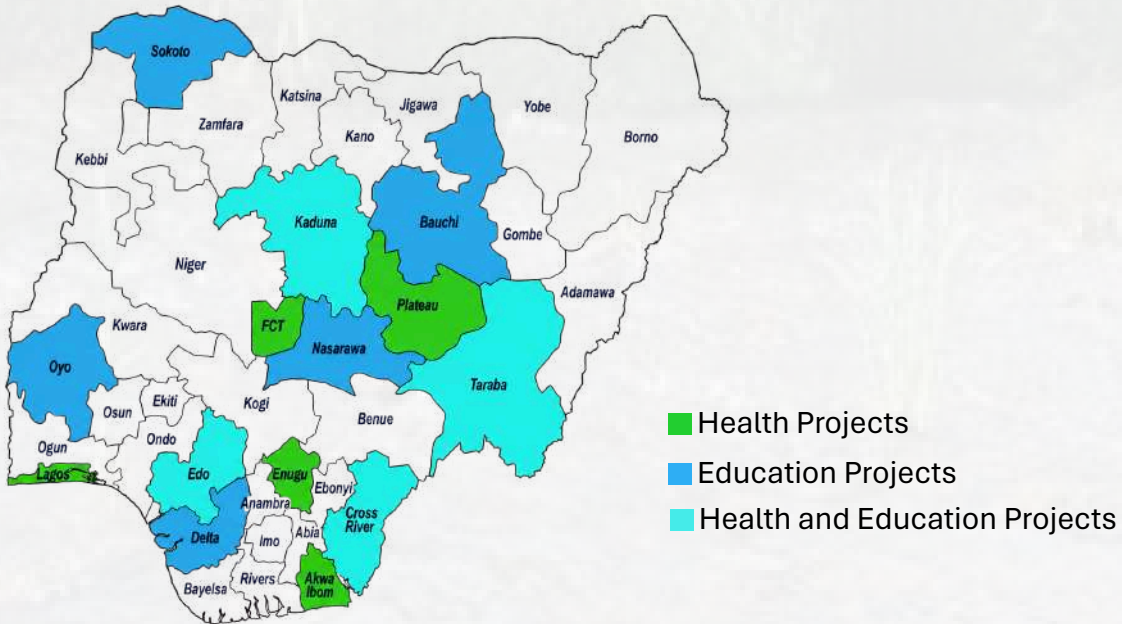 Sokoto
Katsina
Jigawa
Yobe
Zamfara
Kano
Borno
Kebbi
Kaduna
Bauchi
Gombe
Niger
Adamawa
Plateau
FCT
Kwara
Nasarawa
Oyo
Taraba
Ekiti
Kogi
Osun
Benue
Ondo
Ogun
Lagos
Edo
Enugu
Ebonyi
Anambra
Cross
River
Delta
Imo
Abia
Bayelsa
Rivers
Akwa
Ibom
Health Projects
Education Projects
Health and Education Projects